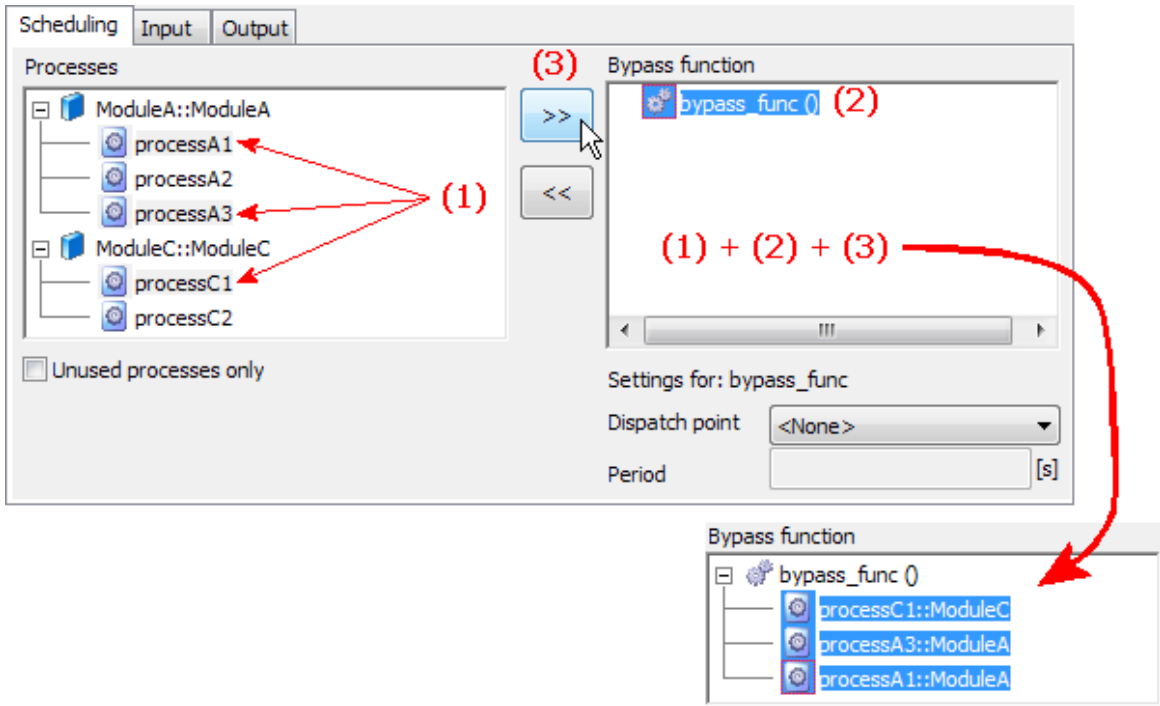 Scheduling Input Output
Processes
(3)
Bypass function
ModuleA::ModuleA
processA1
processA2
processA3
ModuleC::ModuleC
processC1
processC2
(1)
>>
<<
bypass_func () (2)
(1) + (2) + (3)
Unused processes only
Settings for: bypass_func
Dispatch point <None>
Period [s]
Bypass function
bypass_func ()
processC1::ModuleC
processA3::ModuleA
processA1::ModuleA